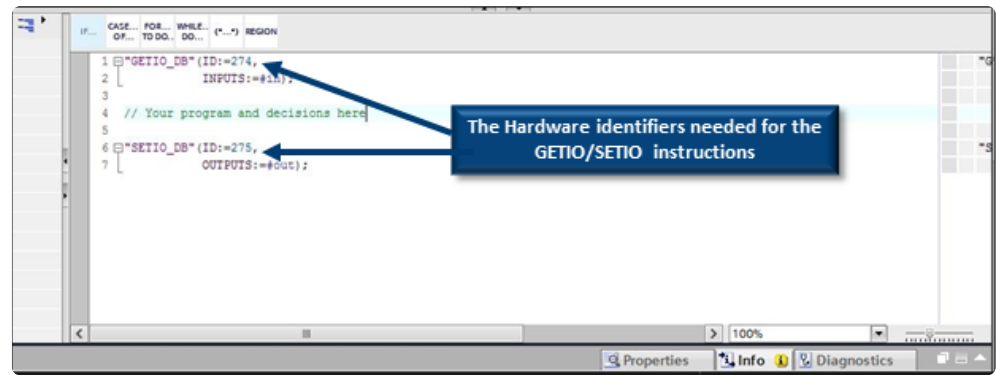 IF... CASE... OF... FOR... TO DO.. WHILE.. DO... (*...*) REGION
1 "GETIO_DB"(ID:=274, "G
2 INPUTS:=#in);
3
4 // Your program and decisions here
5
6 "SETIO_DB"(ID:=275, "S
7 OUTPUTS:=#out);
The Hardware identifiers needed for the
GETIO/SETIO instructions
100%
Properties Info Diagnostics